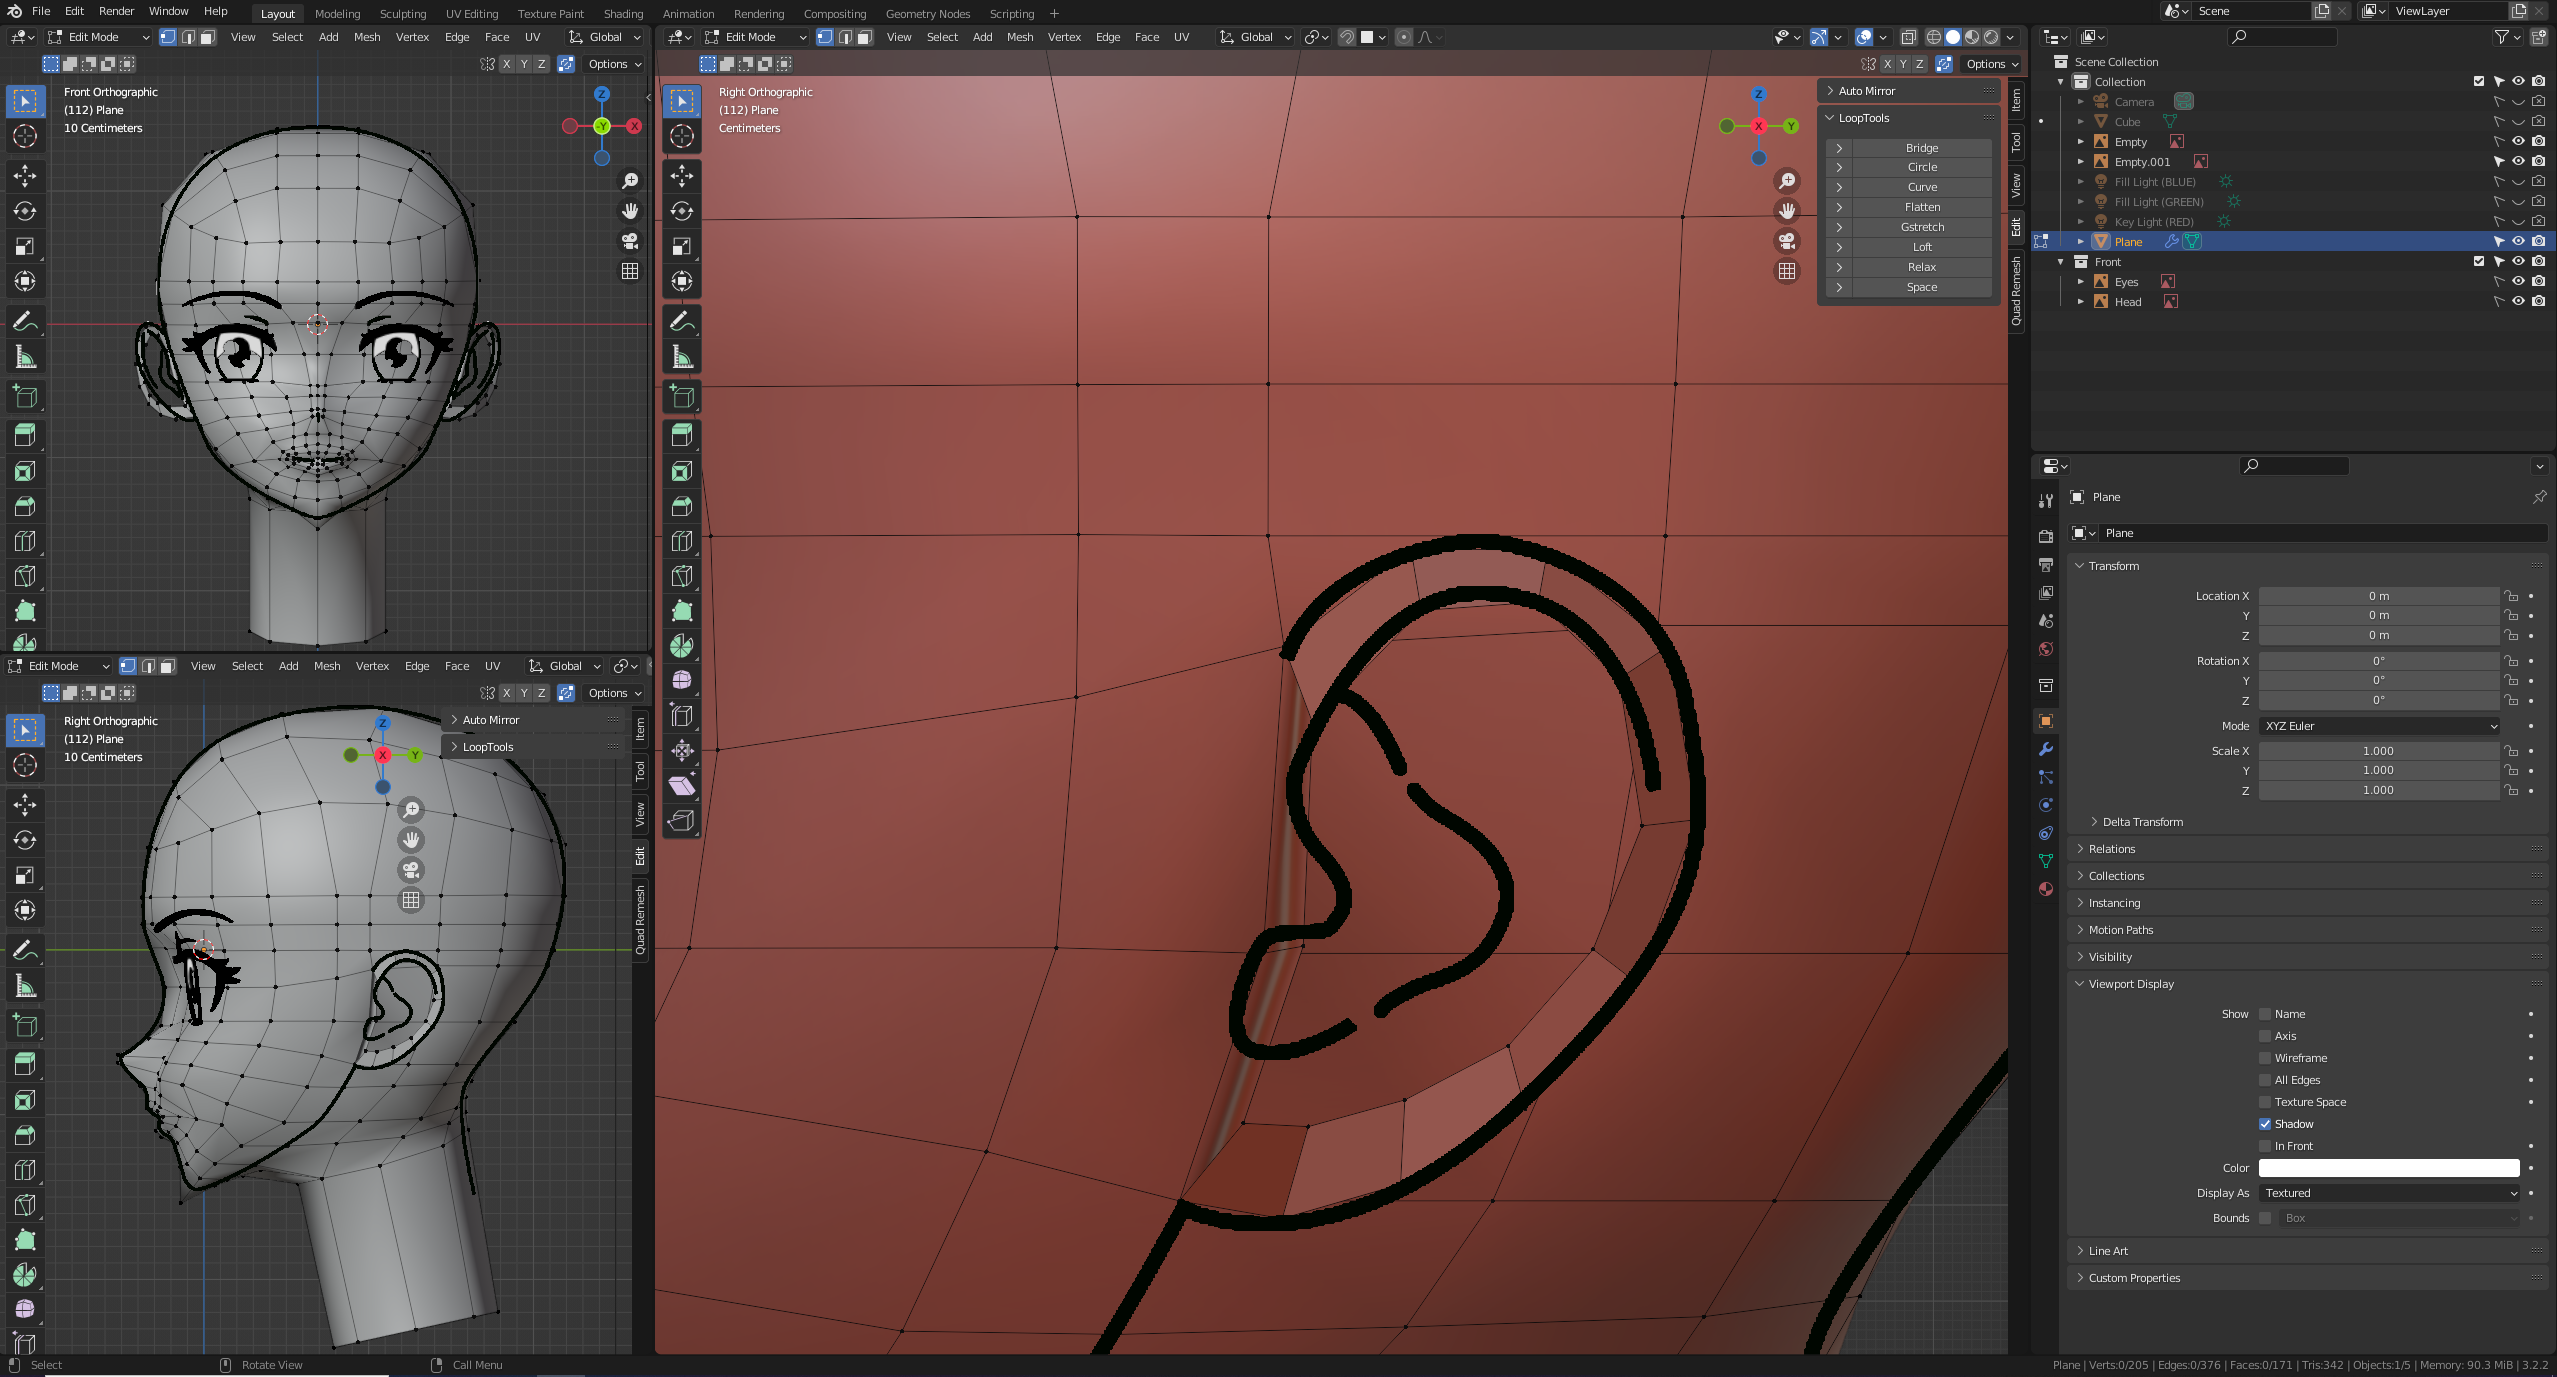 File Edit Render Window Help Layout Modeling Sculpting UV Editing Texture Paint Shading Animation Rendering Compositing Geometry Nodes Scripting + Scene ViewLayer
Edit Mode View Select Add Mesh Vertex Edge Face UV Global
X Y Z Options
Front Orthographic
(112) Plane
10 Centimeters
Z
-Y
X
Edit Mode View Select Add Mesh Vertex Edge Face UV Global
X Y Z Options
Right Orthographic
(112) Plane
10 Centimeters
Z
X
Y
Auto Mirror
LoopTools
Item
Tool
View
Edit
Quad Remesh
Edit Mode View Select Add Mesh Vertex Edge Face UV Global
X Y Z Options
Right Orthographic
(112) Plane
Centimeters
Z
X
Y
Auto Mirror
LoopTools
Bridge
Circle
Curve
Flatten
Gstretch
Loft
Relax
Space
Item
Tool
View
Edit
Quad Remesh
Scene Collection
Collection
Camera
Cube
Empty
Empty.001
Fill Light (BLUE)
Fill Light (GREEN)
Key Light (RED)
Plane
Front
Eyes
Head
Plane
Plane
Transform
Location X 0 m
Y 0 m
Z 0 m
Rotation X 0°
Y 0°
Z 0°
Mode XYZ Euler
Scale X 1.000
Y 1.000
Z 1.000
Delta Transform
Relations
Collections
Instancing
Motion Paths
Visibility
Viewport Display
Show Name
Axis
Wireframe
All Edges
Texture Space
Shadow
In Front
Color
Display As Textured
Bounds Box
Line Art
Custom Properties
Select Rotate View Call Menu
Plane | Verts:0/205 | Edges:0/376 | Faces:0/171 | Tris:342 | Objects:1/5 | Memory: 90.3 MiB | 3.2.2